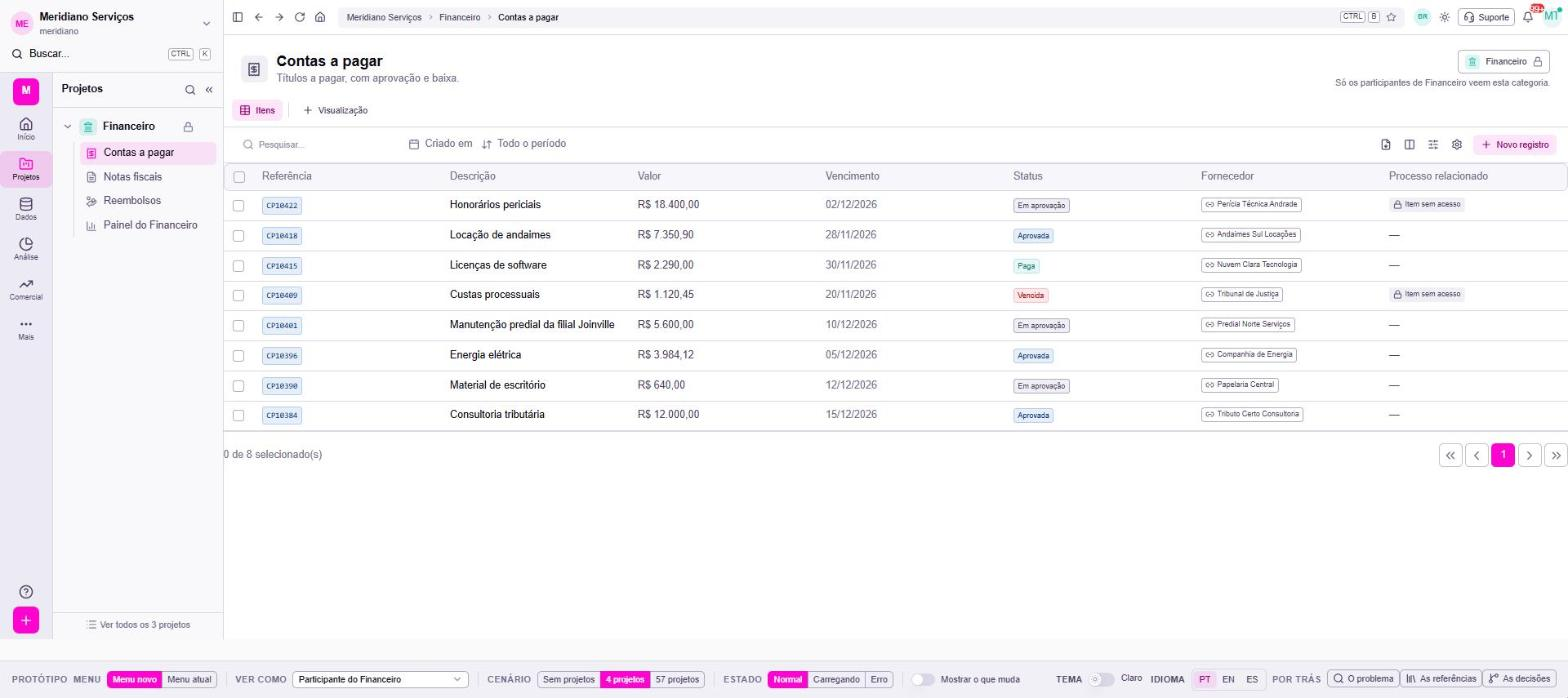 ME Meridiano Serviços
meridiano
Meridiano Serviços > Financeiro > Contas a pagar CTRL B BR Suporte 99+ MT
Buscar... CTRL K
M
Início
Projetos
Dados
Análise
Comercial
Mais
Projetos
Financeiro
Contas a pagar
Notas fiscais
Reembolsos
Painel do Financeiro
Ver todos os 3 projetos
Contas a pagar
Títulos a pagar, com aprovação e baixa.
Financeiro
Só os participantes de Financeiro veem esta categoria.
Itens Visualização
Pesquisar... Criado em Todo o período Novo registro
Referência Descrição Valor Vencimento Status Fornecedor Processo relacionado
CP10422 Honorários periciais R$ 18.400,00 02/12/2026 Em aprovação Perícia Técnica Andrade Item sem acesso
CP10418 Locação de andaimes R$ 7.350,90 28/11/2026 Aprovada Andaimes Sul Locações —
CP10415 Licenças de software R$ 2.290,00 30/11/2026 Paga Nuvem Clara Tecnologia —
CP10409 Custas processuais R$ 1.120,45 20/11/2026 Vencida Tribunal de Justiça Item sem acesso
CP10401 Manutenção predial da filial Joinville R$ 5.600,00 10/12/2026 Em aprovação Predial Norte Serviços —
CP10396 Energia elétrica R$ 3.984,12 05/12/2026 Aprovada Companhia de Energia —
CP10390 Material de escritório R$ 640,00 12/12/2026 Em aprovação Papelaria Central —
CP10384 Consultoria tributária R$ 12.000,00 15/12/2026 Aprovada Tributo Certo Consultoria —
0 de 8 selecionado(s) 1
PROTÓTIPO MENU Menu novo Menu atual VER COMO Participante do Financeiro CENÁRIO Sem projetos 4 projetos 57 projetos ESTADO Normal Carregando Erro Mostrar o que muda TEMA Claro IDIOMA PT EN ES POR TRÁS O problema As referências As decisões